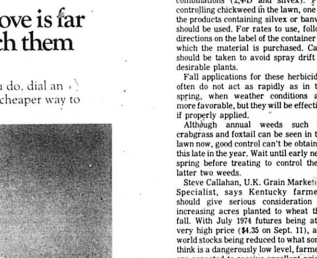 ove is far
ch them
do, dial an
cheaper way to
combinations (2,4-D and silvex). F
controlling chickweed in the lawn, one
the products containing silvex or banv
should be used. For rates to use, follo
directions on the label of the container
which the material is purchased. Ca
should be taken to avoid spray drift
desirable plants.
Fall applications for these herbicid
often do not act as rapidly as in t
spring, when weather conditions a
more favorable, but they will be effecti
if properly applied.
Although annual weeds such
crabgrass and foxtail can be seen in t
lawn now, good control can't be obtain
this late in the year. Wait until early ne
spring before treating to control the
latter two weeds.
Steve Callahan, U.K. Grain Marketi
Specialist, says Kentucky farme
should give serious consideration
increasing acres planted to wheat th
fall. With July 1974 futures being at
very high price ($4.35 on Sept. 11), a
world stocks being reduced to what som
think is a dangerously low level, farme